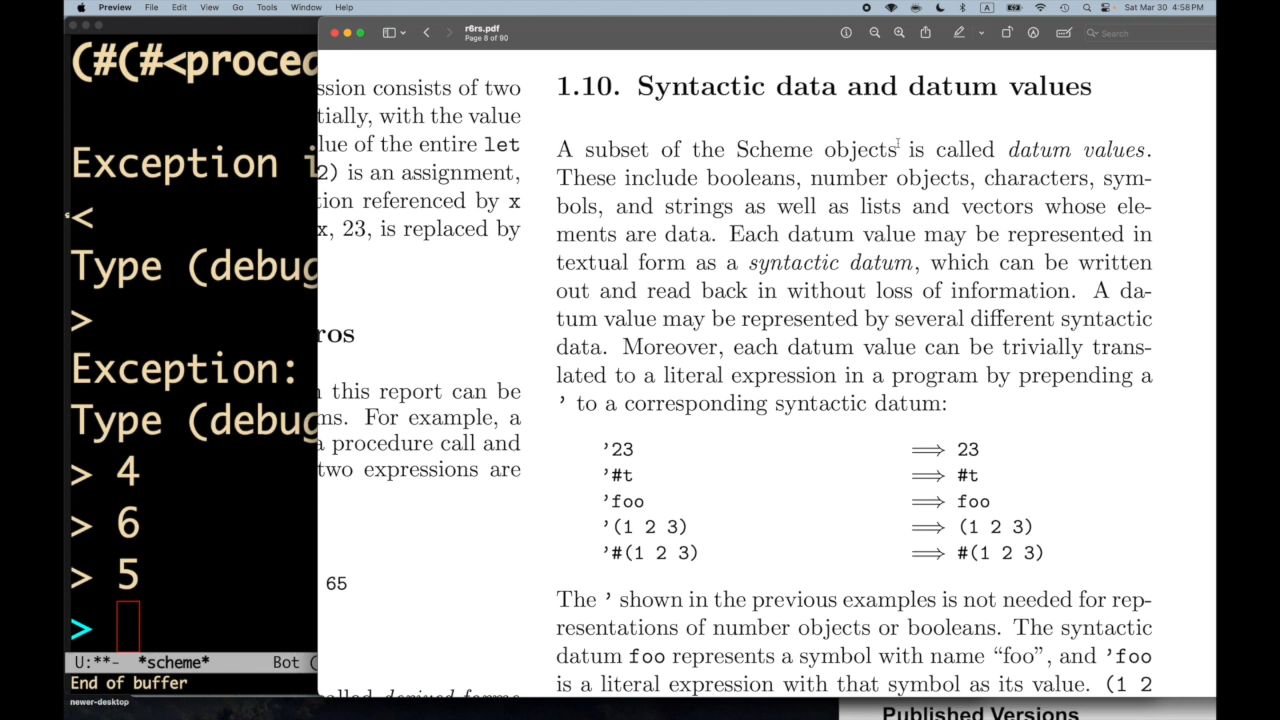 Preview File Edit View Go Tools Window Help
Sat Mar 30 4:58 PM
(#(#<proced
Exception i
<
Type (debug
>
Exception:
Type (debug
> 4
> 6
> 5
>
U:**- *scheme* Bot (
End of buffer
newer-desktop
r6rs.pdf
Page 8 of 90
Search
ssion consists of two
tially, with the value
lue of the entire let
2) is an assignment,
tion referenced by x
x, 23, is replaced by
ros
n this report can be
ms. For example, a
a procedure call and
two expressions are
65
called derived forms
1.10. Syntactic data and datum values
A subset of the Scheme objects is called datum values.
These include booleans, number objects, characters, sym-
bols, and strings as well as lists and vectors whose ele-
ments are data. Each datum value may be represented in
textual form as a syntactic datum, which can be written
out and read back in without loss of information. A da-
tum value may be represented by several different syntactic
data. Moreover, each datum value can be trivially trans-
lated to a literal expression in a program by prepending a
’ to a corresponding syntactic datum:
’23 ⟹ 23
’#t ⟹ #t
’foo ⟹ foo
’(1 2 3) ⟹ (1 2 3)
’#(1 2 3) ⟹ #(1 2 3)
The ’ shown in the previous examples is not needed for rep-
resentations of number objects or booleans. The syntactic
datum foo represents a symbol with name “foo”, and ’foo
is a literal expression with that symbol as its value. (1 2
Published Versions